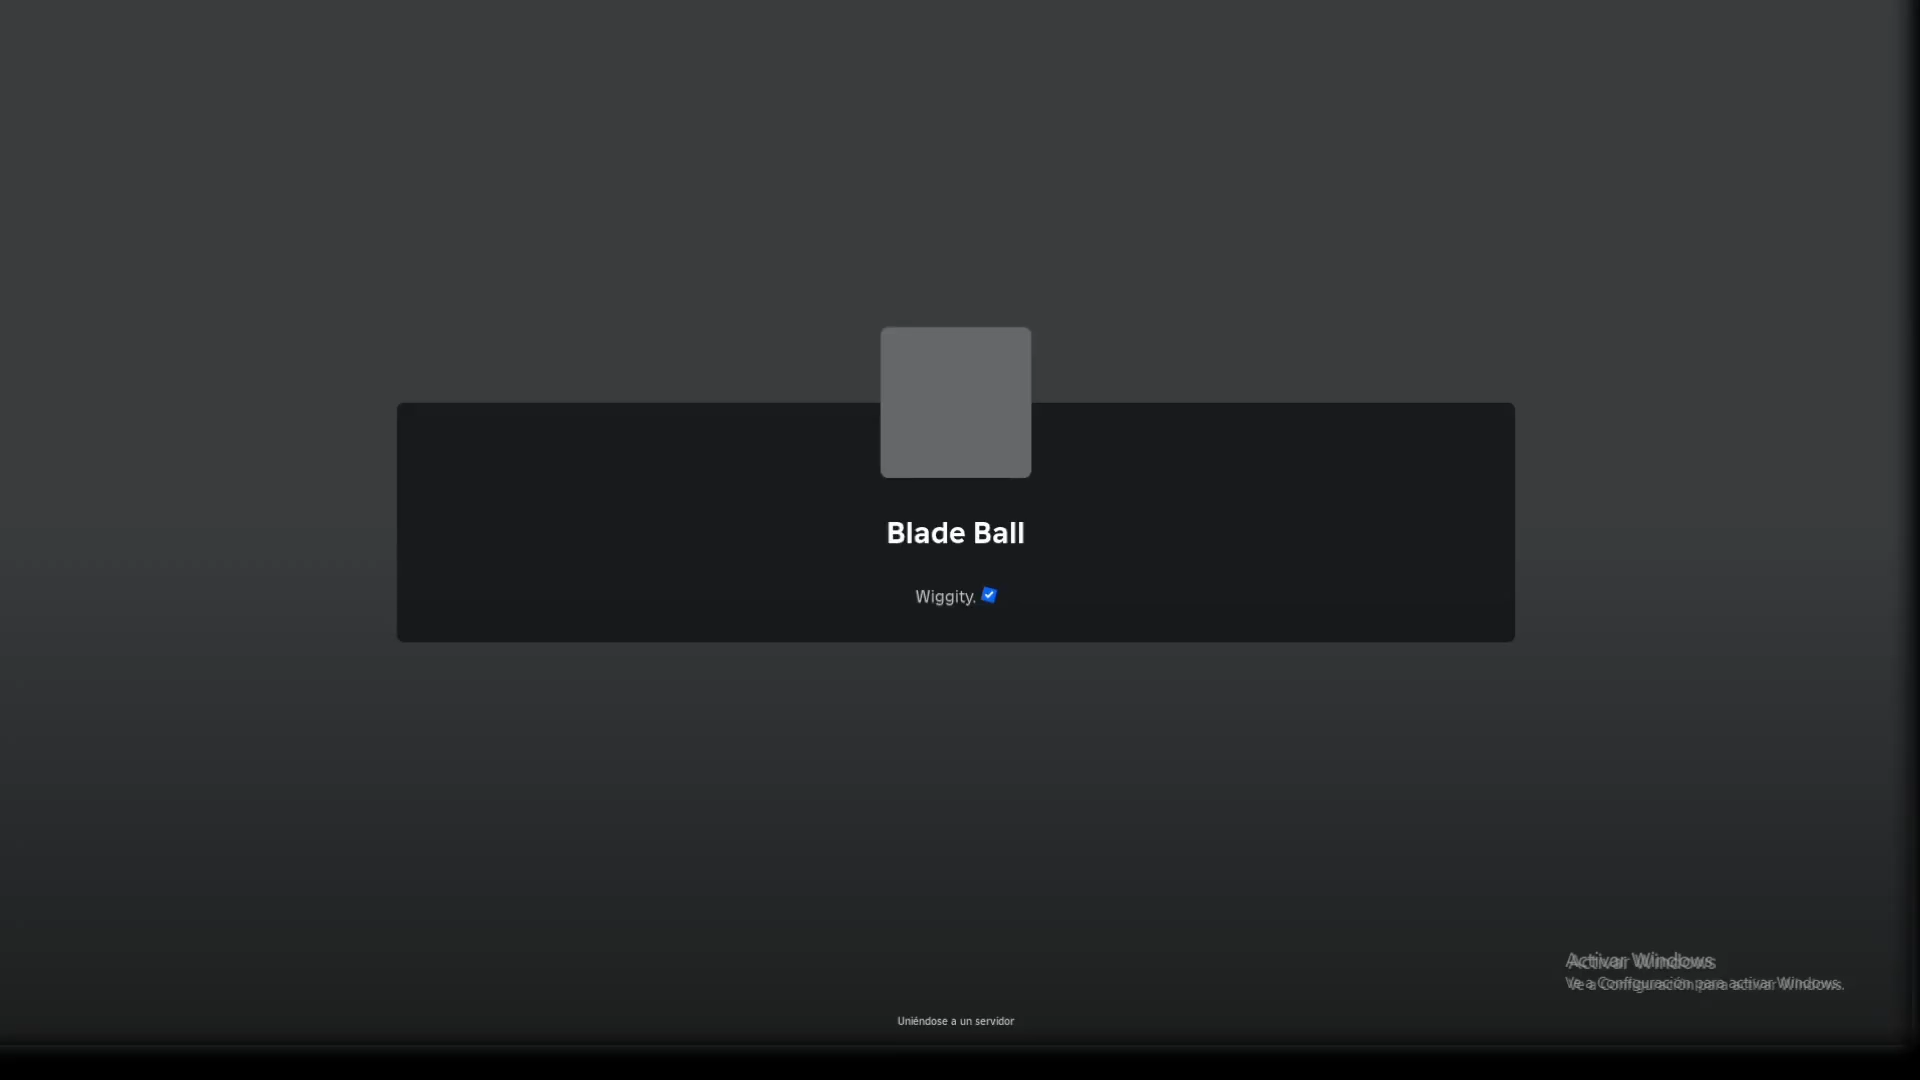 Blade Ball
Wiggity.
Activar Windows
Ve a Configuración para activar Windows.
Uniéndose a un servidor